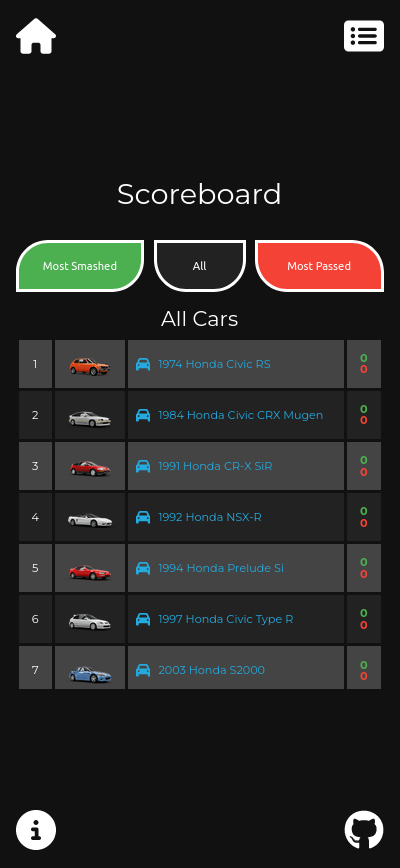 Scoreboard
Most Smashed
All
Most Passed
All Cars
1 1974 Honda Civic RS 0
0
2 1984 Honda Civic CRX Mugen 0
0
3 1991 Honda CR-X SiR 0
0
4 1992 Honda NSX-R 0
0
5 1994 Honda Prelude Si 0
0
6 1997 Honda Civic Type R 0
0
7 2003 Honda S2000 0
0